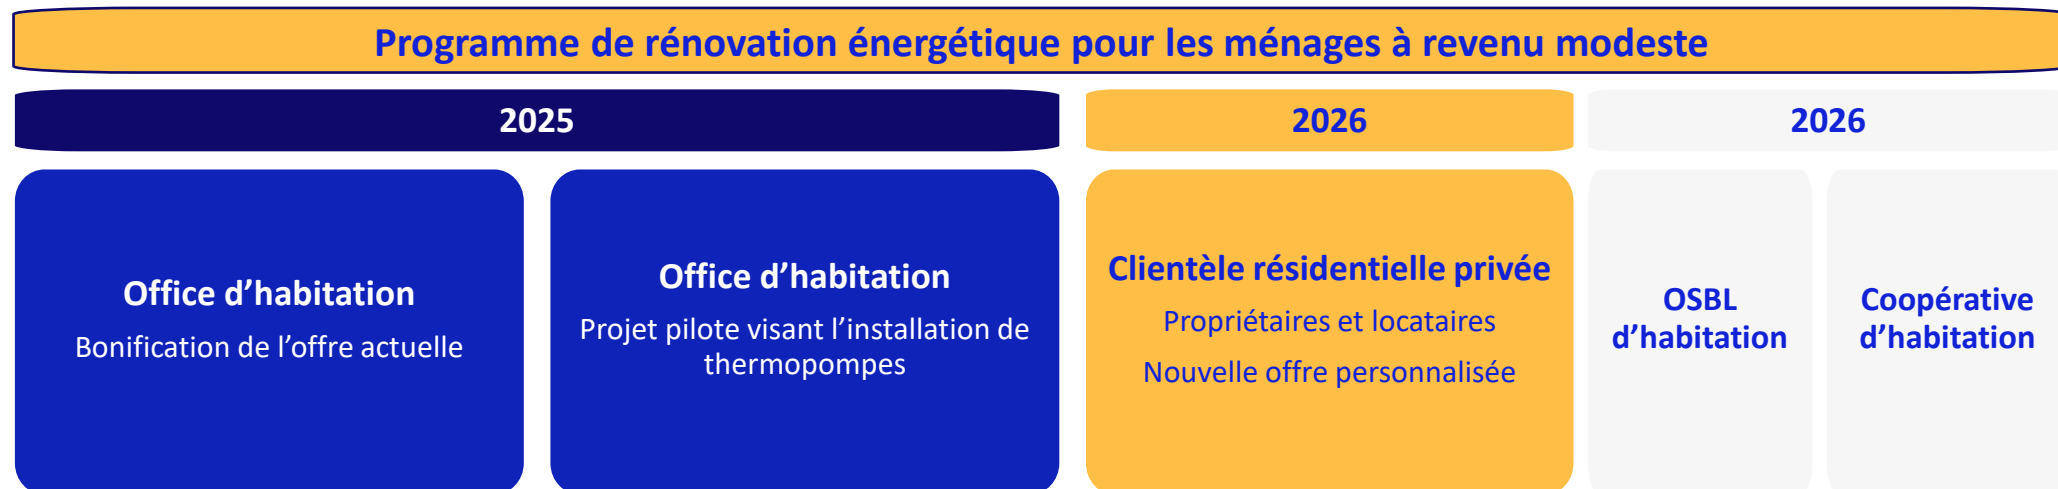 Programme de rénovation énergétique pour les ménages à revenu modeste
2025
2026
2026
Office d’habitation
Bonification de l’offre actuelle
Office d’habitation
Projet pilote visant l’installation de
thermopompes
Clientèle résidentielle privée
Propriétaires et locataires
Nouvelle offre personnalisée
OSBL
d’habitation
Coopérative
d’habitation